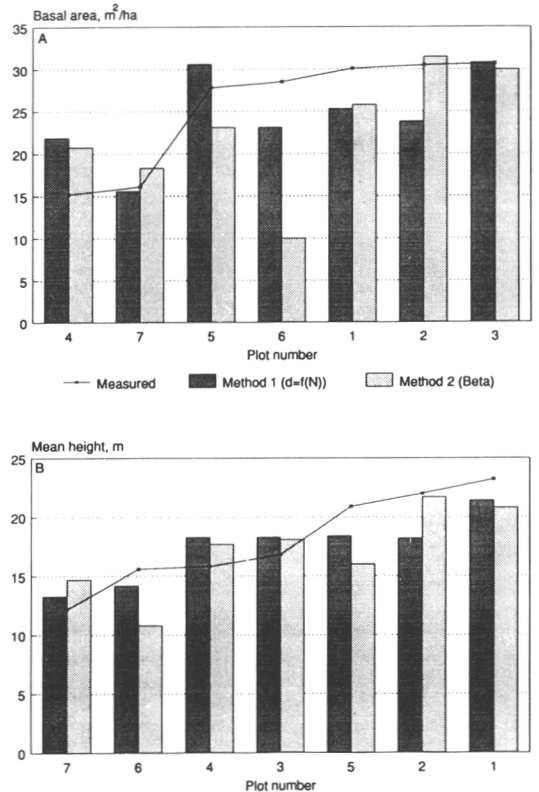 Basal area, m²/ha
A
35
30
25
20
15
10
5
0
4 7 5 6 1 2 3
Plot number
Measured Method 1 (d=f(N)) Method 2 (Beta)
Mean height, m
B
25
20
15
10
5
0
7 6 4 3 5 2 1
Plot number